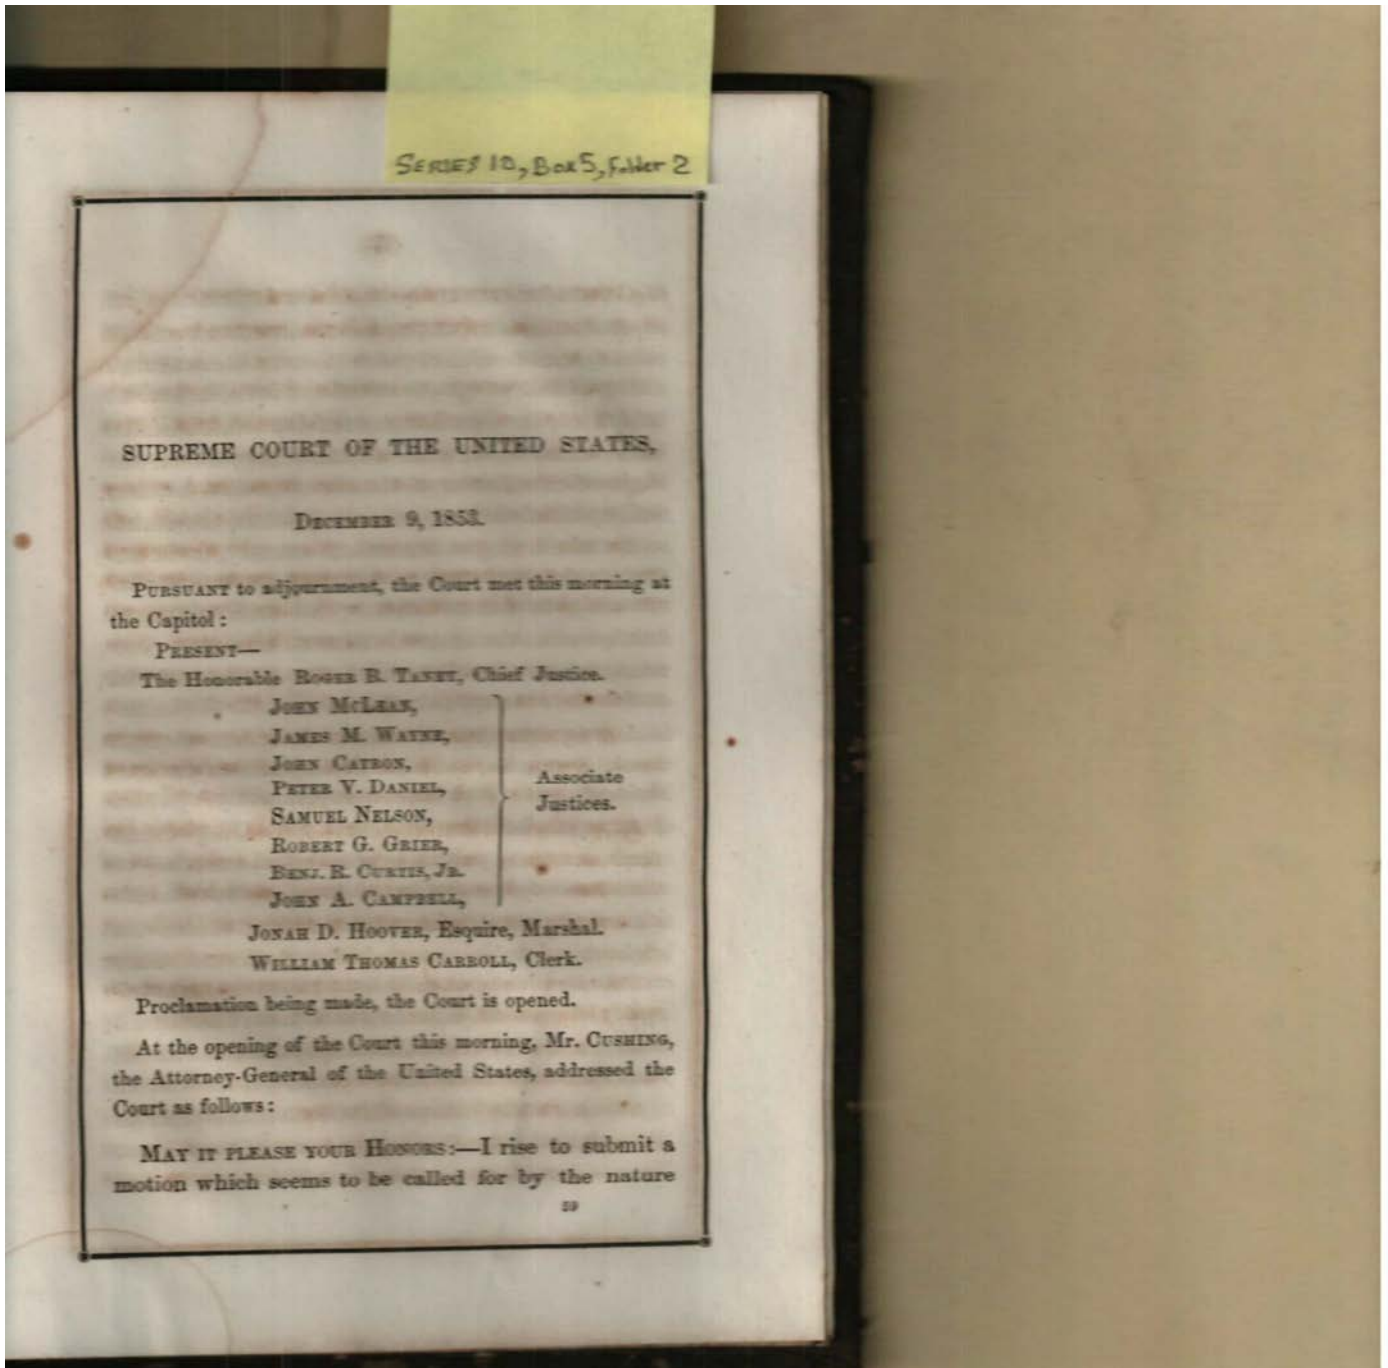 SERIES 10, Box 5, Folder 2
SUPREME COURT OF THE UNITED STATES,
DECEMBER 9, 1853.
PURSUANT to adjournment, the Court met this morning at
the Capitol:
PRESENT—
The Honorable ROGER B. TANEY, Chief Justice.
JOHN MCLEAN,
JAMES M. WAYNE,
JOHN CATRON,
PETER V. DANIEL,
SAMUEL NELSON,
ROBERT G. GRIER,
BENJ. R. CURTIS, JR.
JOHN A. CAMPBELL,
Associate
Justices.
JONAH D. HOOVER, Esquire, Marshal.
WILLIAM THOMAS CARROLL, Clerk.
Proclamation being made, the Court is opened.
At the opening of the Court this morning, Mr. CUSHING,
the Attorney-General of the United States, addressed the
Court as follows:
MAY IT PLEASE YOUR HONORS:—I rise to submit a
motion which seems to be called for by the nature
59